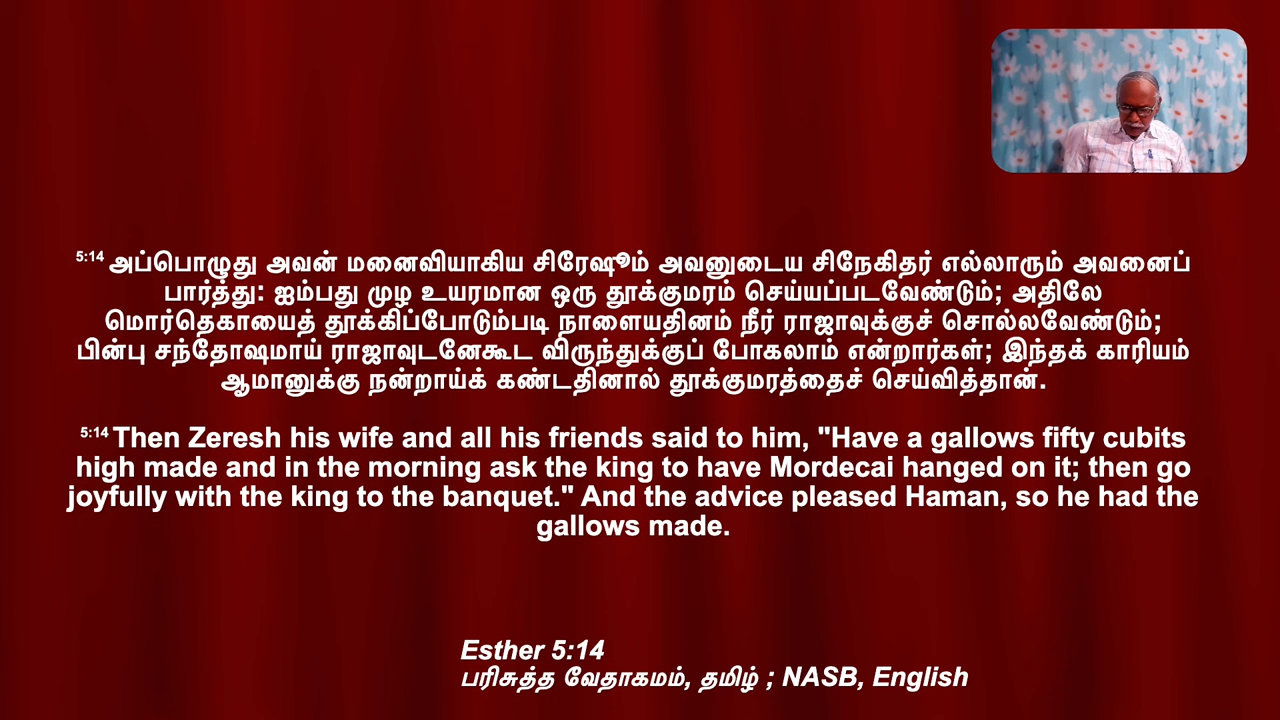 5:14 அப்பொழுது அவன் மனைவியாகிய சிரேஷூம் அவனுடைய சிநேகிதர் எல்லாரும் அவனைப்
பார்த்து: ஐம்பது முழ உயரமான ஒரு தூக்குமரம் செய்யப்படவேண்டும்; அதிலே
மொர்தெகாயைத் தூக்கிப்போடும்படி நாளையதினம் நீர் ராஜாவுக்குச் சொல்லவேண்டும்;
பின்பு சந்தோஷமாய் ராஜாவுடனேகூட விருந்துக்குப் போகலாம் என்றார்கள்; இந்தக் காரியம்
ஆமானுக்கு நன்றாய்க் கண்டதினால் தூக்குமரத்தைச் செய்வித்தான்.
5:14 Then Zeresh his wife and all his friends said to him, "Have a gallows fifty cubits
high made and in the morning ask the king to have Mordecai hanged on it; then go
joyfully with the king to the banquet." And the advice pleased Haman, so he had the
gallows made.
Esther 5:14
பரிசுத்த வேதாகமம், தமிழ் ; NASB, English